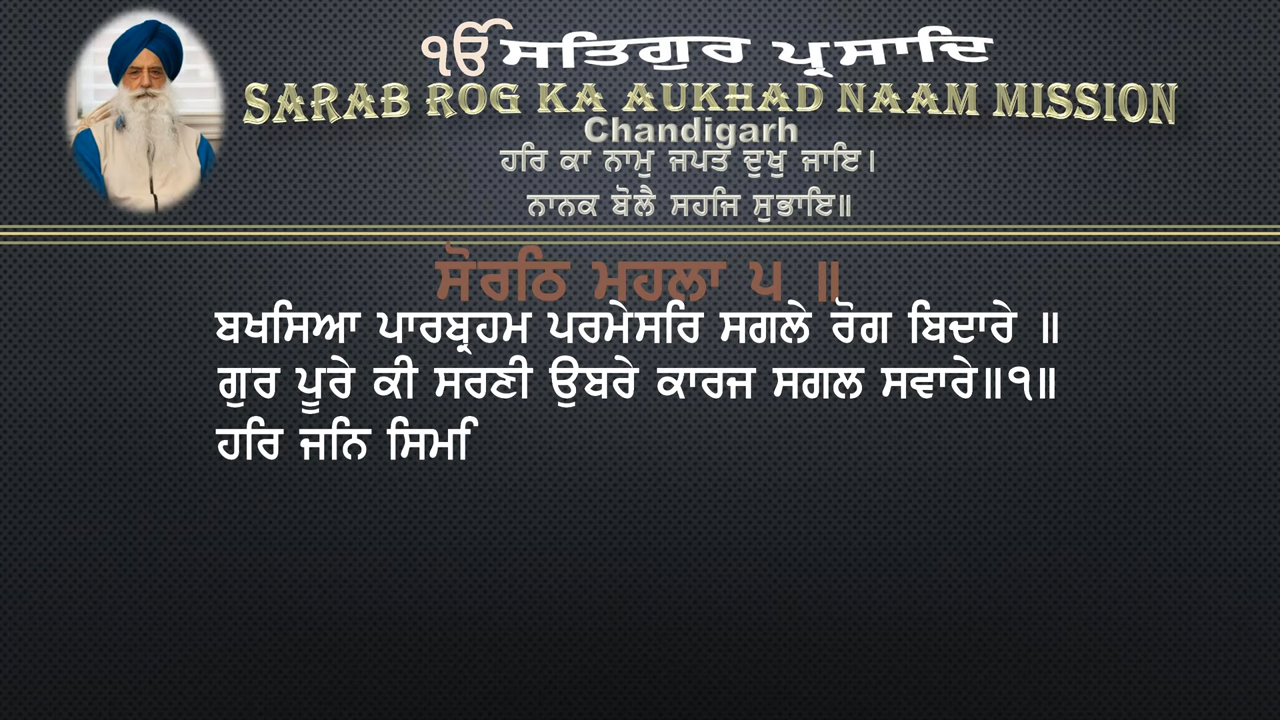 ੴ ਸਤਿਗੁਰ ਪ੍ਰਸਾਦਿ
SARAB ROG KA AUKHAD NAAM MISSION
Chandigarh
ਹਰਿ ਕਾ ਨਾਮੁ ਜਪਤ ਦੁਖੁ ਜਾਇ।
ਨਾਨਕ ਬੋਲੈ ਸਹਜਿ ਸੁਭਾਇ॥
ਸੋਰਠਿ ਮਹਲਾ ੫ ॥
ਬਖਸਿਆ ਪਾਰਬ੍ਰਹਮ ਪਰਮੇਸਰਿ ਸਗਲੇ ਰੋਗ ਬਿਦਾਰੇ ॥
ਗੁਰ ਪੂਰੇ ਕੀ ਸਰਣੀ ਉਬਰੇ ਕਾਰਜ ਸਗਲ ਸਵਾਰੇ॥੧॥
ਹਰਿ ਜਨਿ ਸਿਮਿ